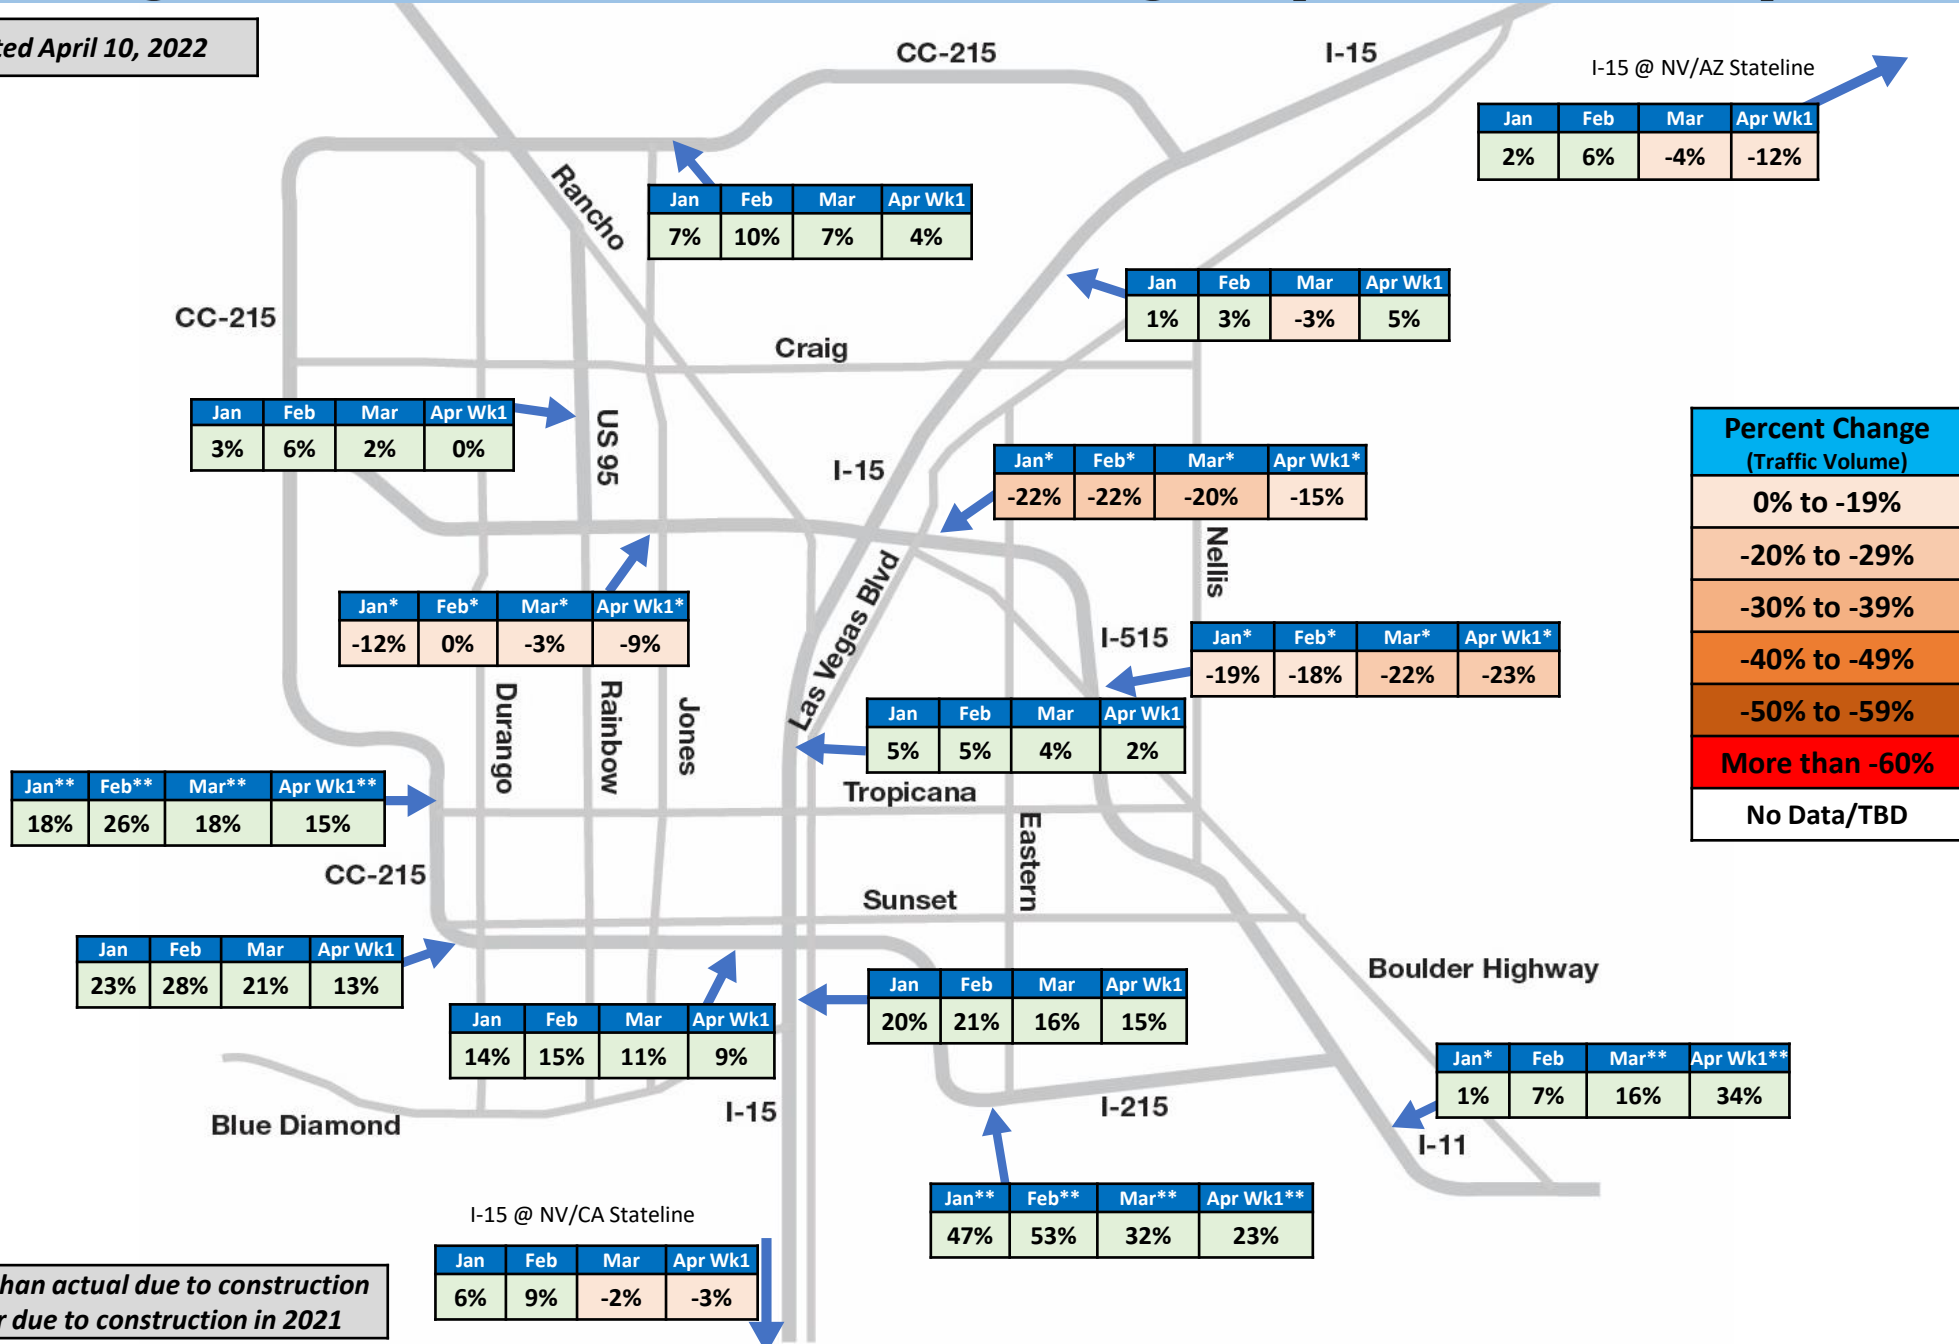 ted April 10, 2022
CC-215
I-15
I-15 @ NV/AZ Stateline
Jan Feb Mar Apr Wk1
2% 6% -4% -12%
Rancho
Jan Feb Mar Apr Wk1
7% 10% 7% 4%
Jan Feb Mar Apr Wk1
1% 3% -3% 5%
CC-215
Craig
Jan Feb Mar Apr Wk1
3% 6% 2% 0%
US 95
I-15
Jan* Feb* Mar* Apr Wk1*
-22% -22% -20% -15%
Percent Change
(Traffic Volume)
0% to -19%
-20% to -29%
-30% to -39%
-40% to -49%
-50% to -59%
More than -60%
No Data/TBD
Nellis
Las Vegas Blvd
Jan* Feb* Mar* Apr Wk1*
-12% 0% -3% -9%
I-515
Jan* Feb* Mar* Apr Wk1*
-19% -18% -22% -23%
Durango
Rainbow
Jones
Jan Feb Mar Apr Wk1
5% 5% 4% 2%
Jan** Feb** Mar** Apr Wk1**
18% 26% 18% 15%
Tropicana
Eastern
CC-215
Sunset
Jan Feb Mar Apr Wk1
23% 28% 21% 13%
Boulder Highway
Jan Feb Mar Apr Wk1
20% 21% 16% 15%
Jan Feb Mar Apr Wk1
14% 15% 11% 9%
Jan* Feb Mar** Apr Wk1**
1% 7% 16% 34%
Blue Diamond
I-15
I-215
I-11
Jan** Feb** Mar** Apr Wk1**
47% 53% 32% 23%
I-15 @ NV/CA Stateline
Jan Feb Mar Apr Wk1
6% 9% -2% -3%
han actual due to construction
r due to construction in 2021